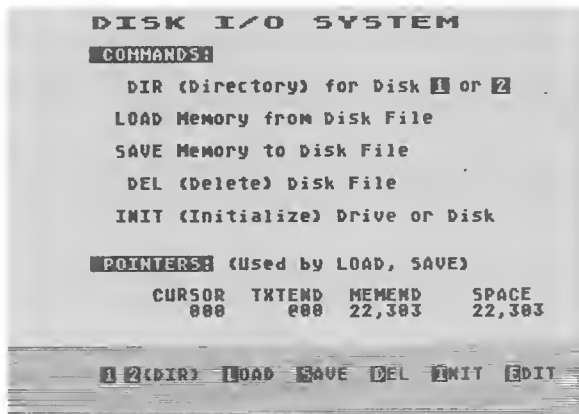 DISK I/O SYSTEM
COMMANDS:
DIR (Directory) for Disk 1 or 2
LOAD Memory from Disk File
SAVE Memory to Disk File
DEL (Delete) Disk File
INIT (Initialize) Drive or Disk
POINTERS: (Used by LOAD, SAVE)
CURSOR TXTEND MEMEND SPACE
000 000 22,303 22,303
1 2(DIR) LOAD SAVE DEL INIT EDIT